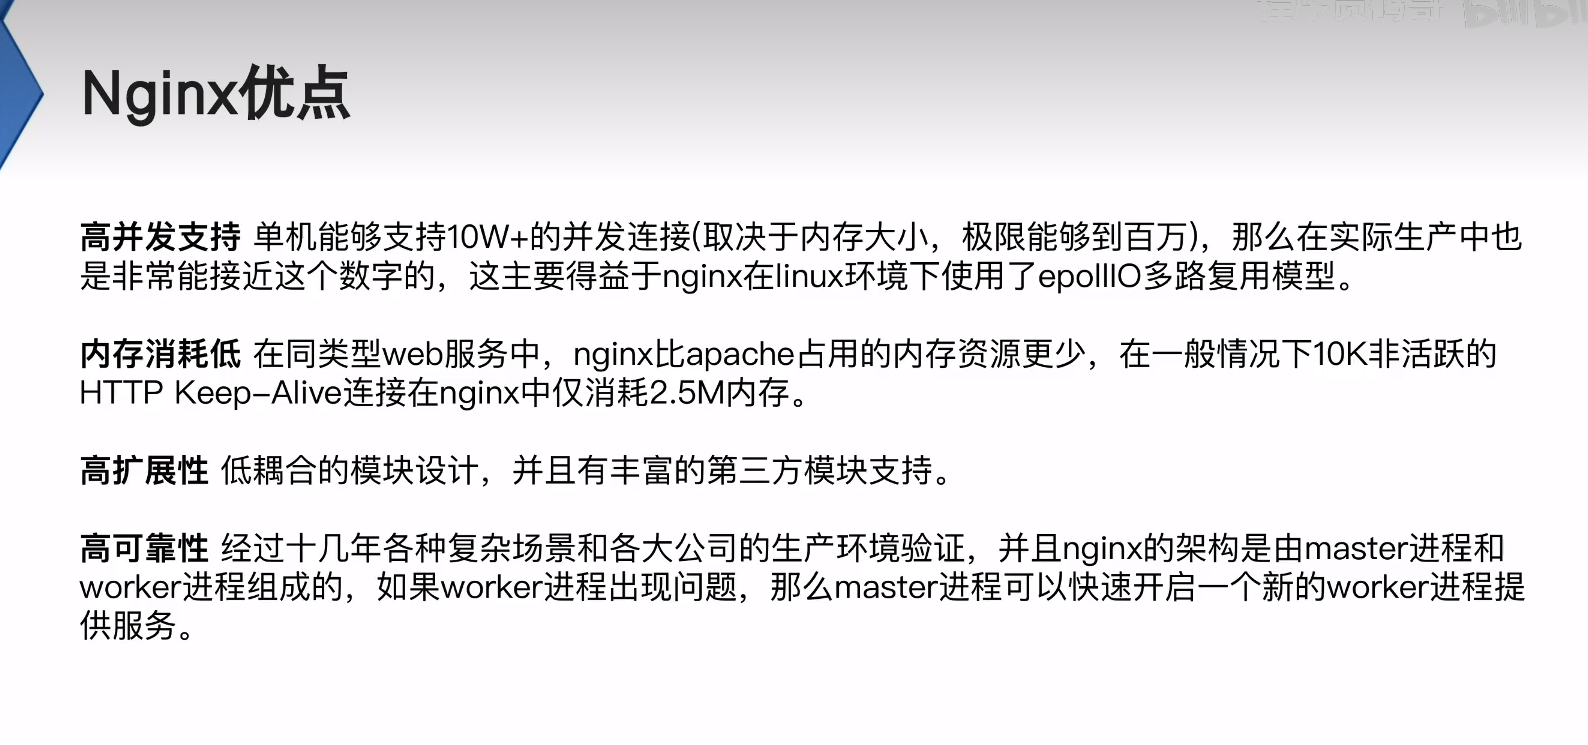 程序员鸿哥 bilibili
Nginx优点
高并发支持 单机能够支持10W+的并发连接(取决于内存大小，极限能够到百万)，那么在实际生产中也
是非常能接近这个数字的，这主要得益于nginx在linux环境下使用了epollIO多路复用模型。
内存消耗低 在同类型web服务中，nginx比apache占用的内存资源更少，在一般情况下10K非活跃的
HTTP Keep-Alive连接在nginx中仅消耗2.5M内存。
高扩展性 低耦合的模块设计，并且有丰富的第三方模块支持。
高可靠性 经过十几年各种复杂场景和各大公司的生产环境验证，并且nginx的架构是由master进程和
worker进程组成的，如果worker进程出现问题，那么master进程可以快速开启一个新的worker进程提
供服务。